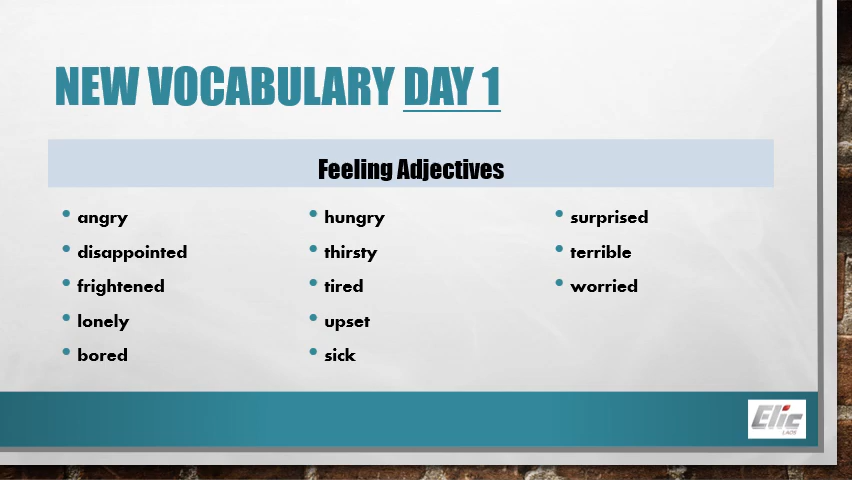 NEW VOCABULARY DAY 1
Feeling Adjectives
• angry
• disappointed
• frightened
• lonely
• bored
• hungry
• thirsty
• tired
• upset
• sick
• surprised
• terrible
• worried
Elic
LAOS